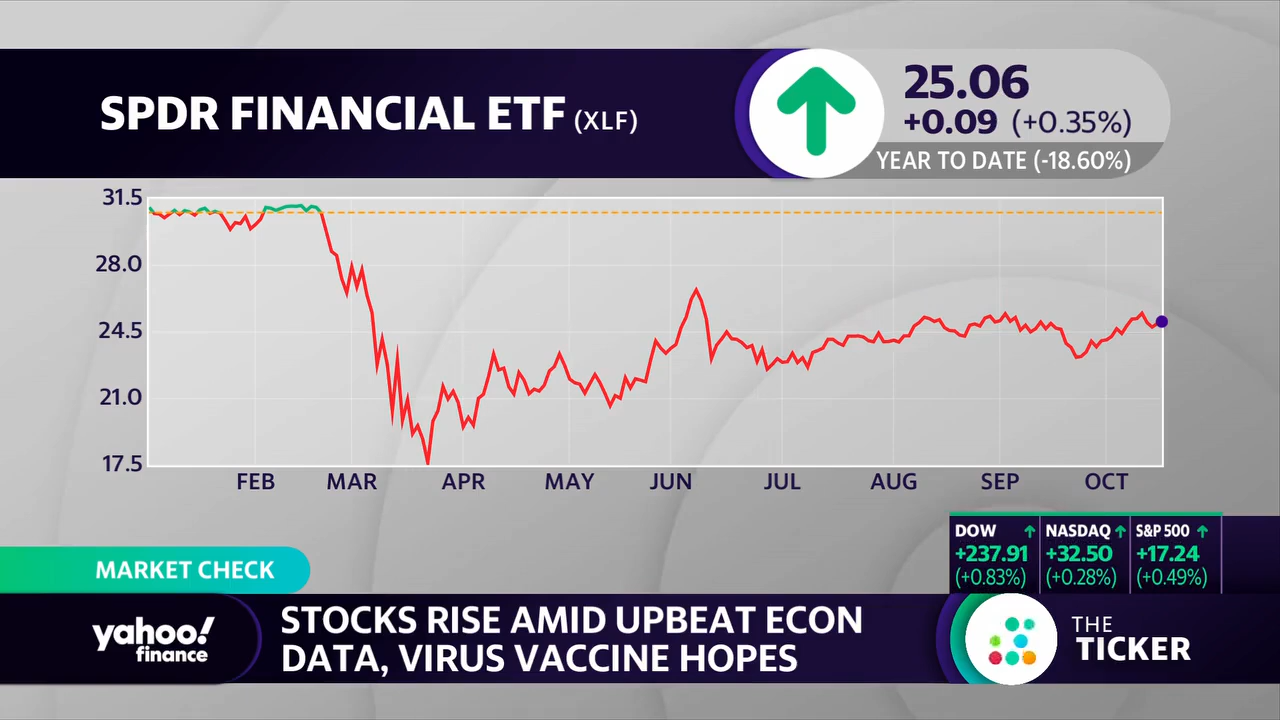 SPDR FINANCIAL ETF (XLF)
25.06
+0.09 (+0.35%)
YEAR TO DATE (-18.60%)
31.5
28.0
24.5
21.0
17.5
FEB MAR APR MAY JUN JUL AUG SEP OCT
DOW NASDAQ S&P 500
+237.91 +32.50 +17.24
(+0.83%) (+0.28%) (+0.49%)
MARKET CHECK
yahoo!
finance
STOCKS RISE AMID UPBEAT ECON
DATA, VIRUS VACCINE HOPES
THE
TICKER